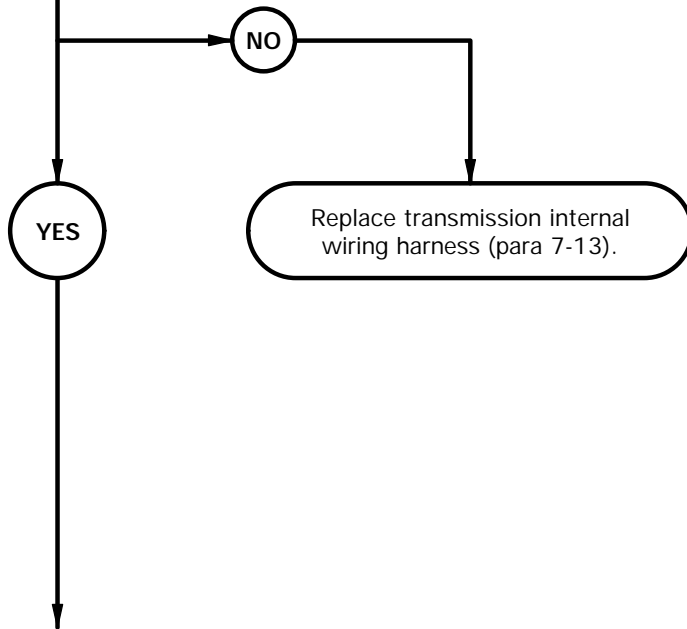 NO
YES
Replace transmission internal
wiring harness (para 7-13).